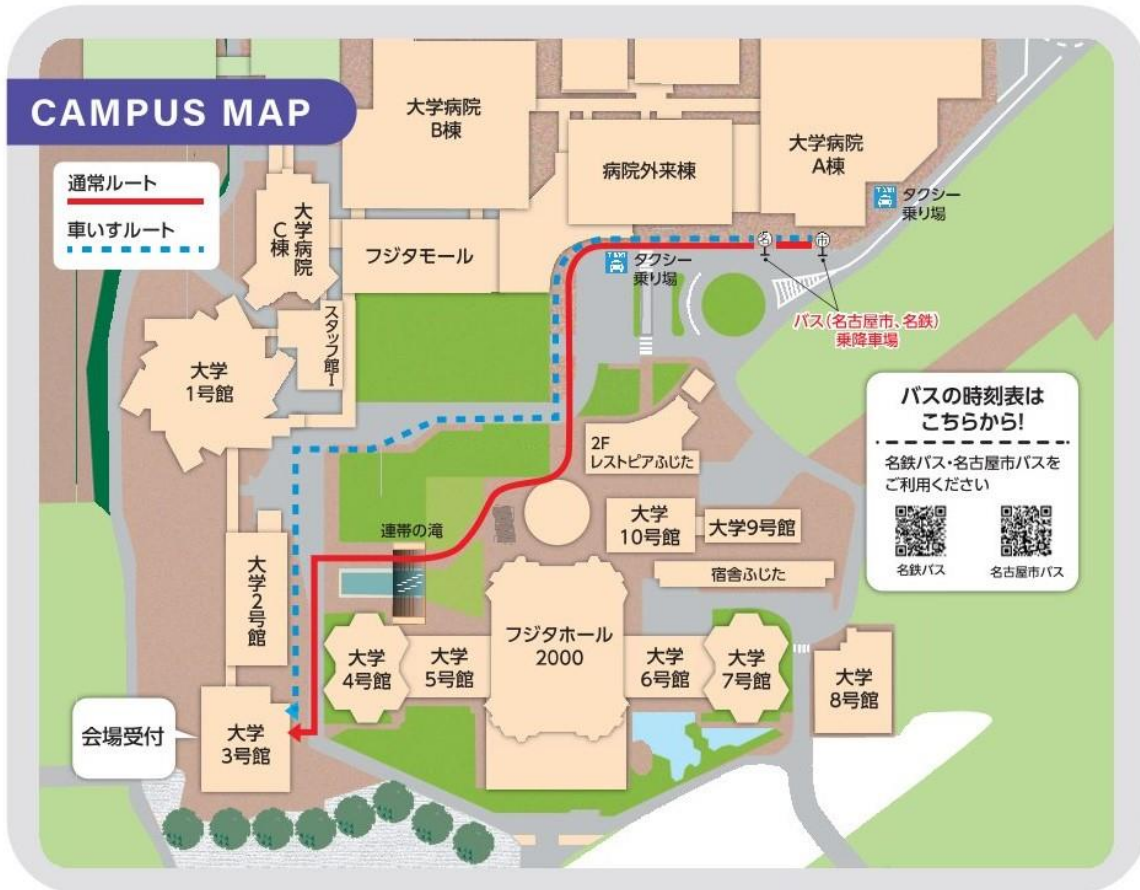 CAMPUS MAP
通常ルート
車いすルート
大学病院
B棟
病院外来棟
大学病院
A棟
TAXI
タクシー
乗り場
大学病院
C棟
フジタモール
TAXI
タクシー
乗り場
名
市
バス(名古屋市、名鉄)
乗降車場
スタッフ館Ⅰ
大学
1号館
バスの時刻表は
こちらから!
名鉄バス・名古屋市バスを
ご利用ください
名鉄バス
名古屋市バス
2F
レストピアふじた
連帯の滝
大学
10号館
大学9号館
宿舎ふじた
大学2号館
フジタホール
2000
大学
4号館
大学
5号館
大学
6号館
大学
7号館
大学
8号館
会場受付
大学
3号館